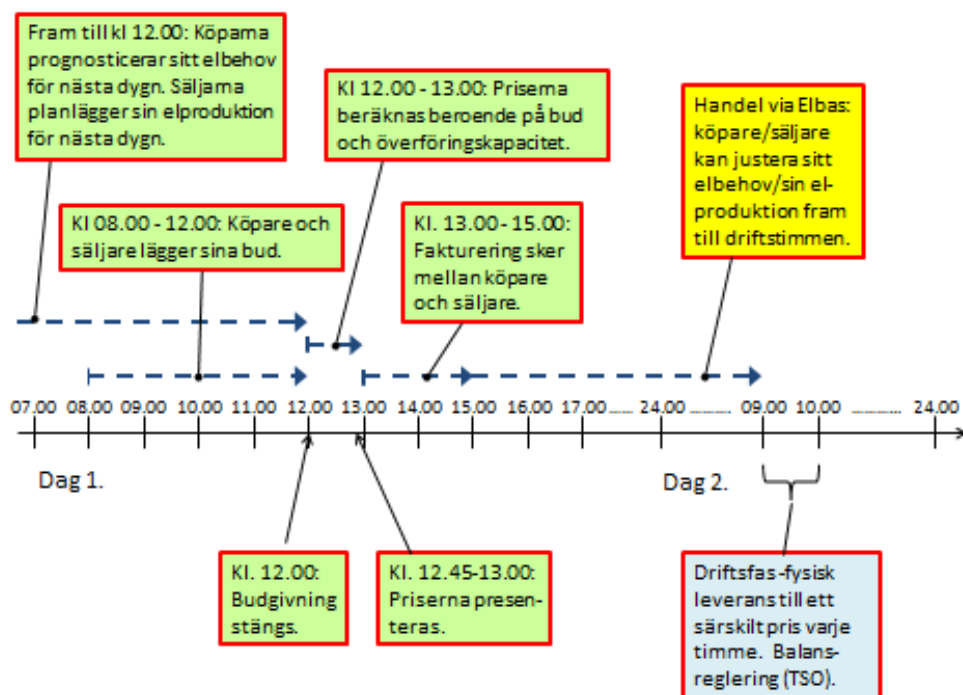 Fram till kl 12.00: Köparna
prognosticerar sitt elbehov
för nästa dygn. Säljarna
planlägger sin elproduktion
för nästa dygn.
Kl 12.00 - 13.00: Priserna
beräknas beroende på bud
och överföringskapacitet.
Handel via Elbas:
köpare/säljare
kan justera sitt
elbehov/sin el-
produktion fram
till driftstimmen.
Kl 08.00 - 12.00: Köpare och
säljare lägger sina bud.
Kl. 13.00 - 15.00:
Fakturering sker
mellan köpare
och säljare.
07.00 08.00 09.00 10.00 11.00 12.00 13.00 14.00 15.00 16.00 17.00 ........ 24.00 ............ 09.00 10.00 ............... 24.00
Dag 1.
Dag 2.
Kl. 12.00:
Budgivning
stängs.
Kl. 12.45-13.00:
Priserna presen-
teras.
Driftsfas-fysisk
leverans till ett
särskilt pris varje
timme. Balans-
reglering (TSO).